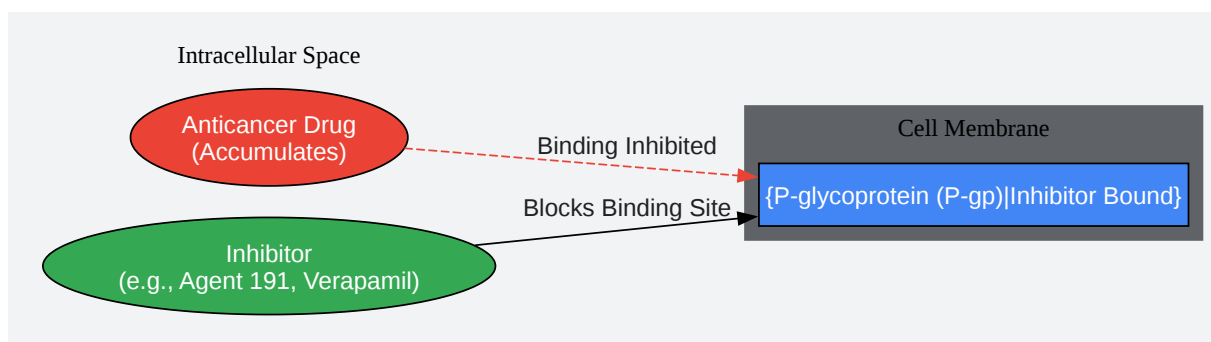 Intracellular Space
Anticancer Drug
(Accumulates)
Binding Inhibited
Cell Membrane
{P-glycoprotein (P-gp)|Inhibitor Bound}
Blocks Binding Site
Inhibitor
(e.g., Agent 191, Verapamil)